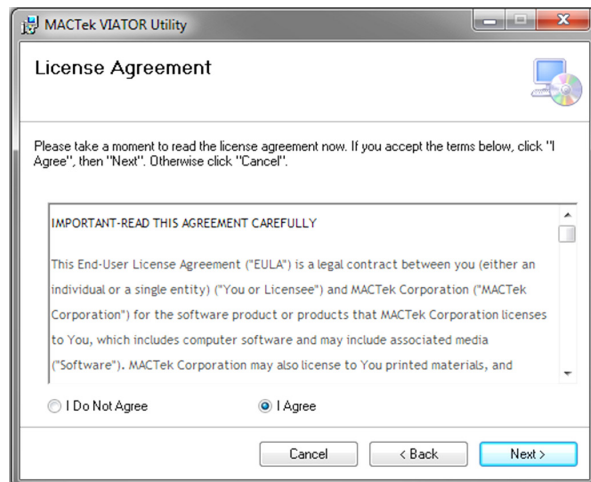 MACTek VIATOR Utility
License Agreement
Please take a moment to read the license agreement now. If you accept the terms below, click "I
Agree", then "Next". Otherwise click "Cancel".
IMPORTANT-READ THIS AGREEMENT CAREFULLY
This End-User License Agreement ("EULA") is a legal contract between you (either an
individual or a single entity) ("You or Licensee") and MACTek Corporation ("MACTek
Corporation") for the software product or products that MACTek Corporation licenses
to You, which includes computer software and may include associated media
("Software"). MACTek Corporation may also license to You printed materials, and
I Do Not Agree
I Agree
Cancel
< Back
Next >